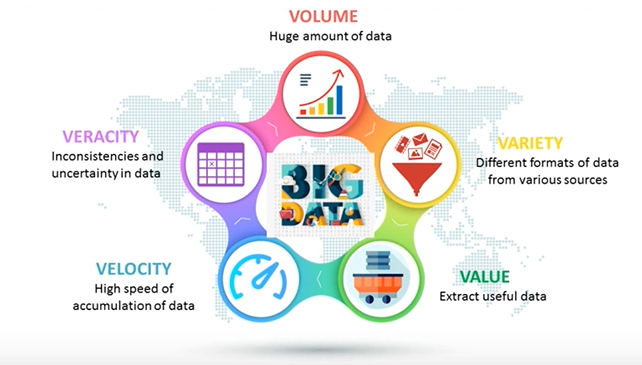 VOLUME
Huge amount of data
VERACITY
Inconsistencies and
uncertainty in data
VARIETY
Different formats of data
from various sources
BIG
DATA
VELOCITY
High speed of
accumulation of data
VALUE
Extract useful data